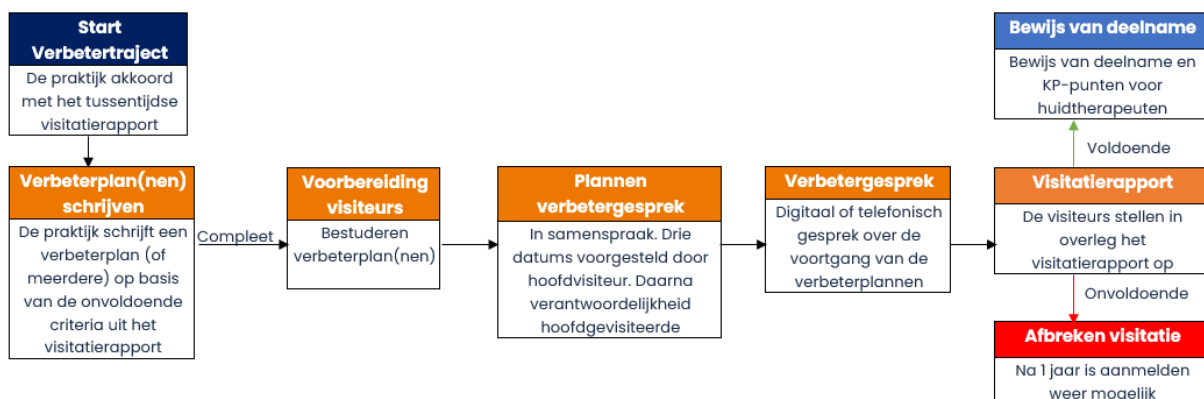 Start
Verbetertraject
De praktijk akkoord
met het tussentijdse
visitatierapport
Verbeterplan(nen)
schrijven
De praktijk schrijft een
verbeterplan (of
meerdere) op basis
van de onvoldoende
criteria uit het
visitatierapport
Compleet
Voorbereiding
visiteurs
Bestuderen
verbeterplan(nen)
Plannen
verbetergesprek
In samenspraak. Drie
datums voorgesteld door
hoofdvisiteur. Daarna
verantwoordelijkheid
hoofdgevisiteerde
Verbetergesprek
Digitaal of telefonisch
gesprek over de
voortgang van de
verbeterplannen
Bewijs van deelname
Bewijs van deelname en
KP-punten voor
huidtherapeuten
Voldoende
Visitatierapport
De visiteurs stellen in
overleg het
visitatierapport op
Onvoldoende
Afbreken visitatie
Na 1 jaar is aanmelden
weer mogelijk